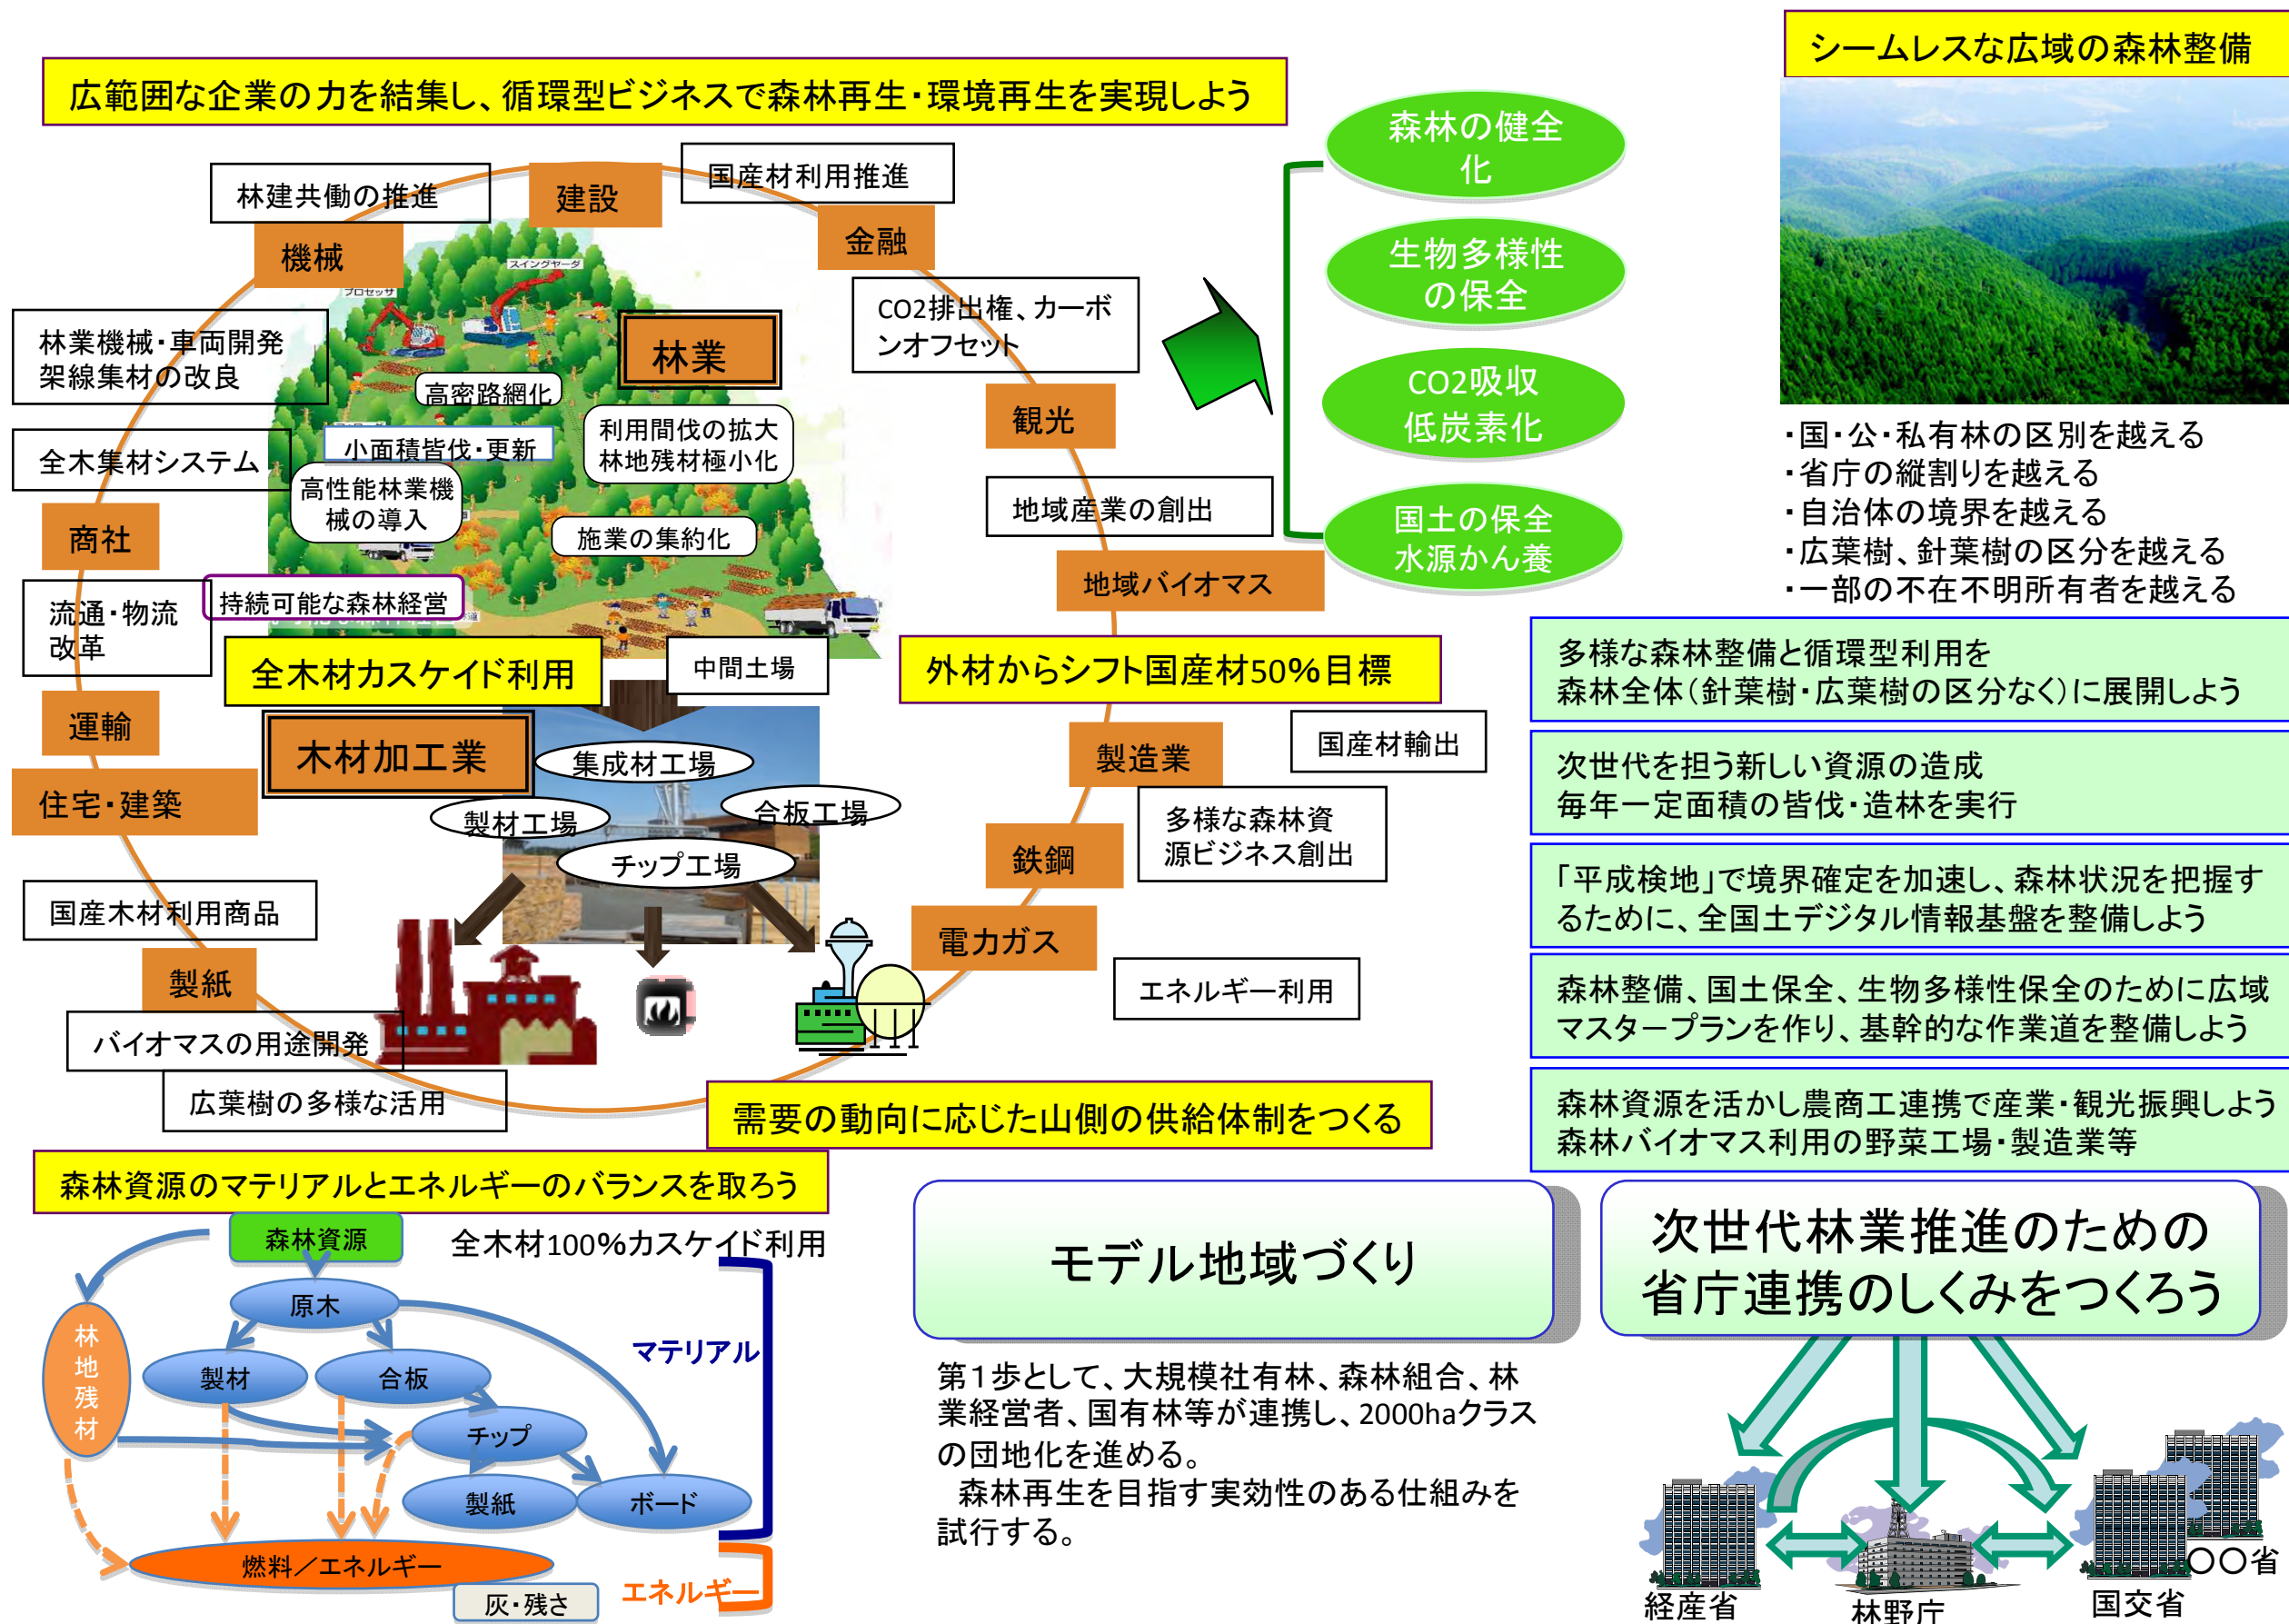 シームレスな広域の森林整備
広範囲な企業の力を結集し、循環型ビジネスで森林再生・環境再生を実現しよう
森林の健全
化
生物多様性
の保全
CO2吸収
低炭素化
国土の保全
水源かん養
林建共働の推進
建設
国産材利用推進
機械
金融
スイングヤーダ
プロセッサ
林業
CO2排出権、カーボ
ンオフセット
林業機械・車両開発
架線集材の改良
高密路網化
観光
利用間伐の拡大
林地残材極小化
小面積皆伐・更新
全木集材システム
高性能林業機
械の導入
地域産業の創出
商社
施業の集約化
地域バイオマス
流通・物流
改革
持続可能な森林経営
全木材カスケイド利用
中間土場
外材からシフト国産材50%目標
運輸
木材加工業
集成材工場
製材工場
合板工場
チップ工場
製造業
国産材輸出
住宅・建築
多様な森林資
源ビジネス創出
鉄鋼
国産木材利用商品
電力ガス
製紙
エネルギー利用
バイオマスの用途開発
広葉樹の多様な活用
需要の動向に応じた山側の供給体制をつくる
・国・公・私有林の区別を越える
・省庁の縦割りを越える
・自治体の境界を越える
・広葉樹、針葉樹の区分を越える
・一部の不在不明所有者を越える
多様な森林整備と循環型利用を
森林全体(針葉樹・広葉樹の区分なく)に展開しよう
次世代を担う新しい資源の造成
毎年一定面積の皆伐・造林を実行
「平成検地」で境界確定を加速し、森林状況を把握す
るために、全国土デジタル情報基盤を整備しよう
森林整備、国土保全、生物多様性保全のために広域
マスタープランを作り、基幹的な作業道を整備しよう
森林資源を活かし農商工連携で産業・観光振興しよう
森林バイオマス利用の野菜工場・製造業等
森林資源のマテリアルとエネルギーのバランスを取ろう
森林資源
全木材100%カスケイド利用
原木
林地残材
製材
合板
マテリアル
チップ
製紙
ボード
燃料/エネルギー
エネルギー
灰・残さ
モデル地域づくり
第1歩として、大規模社有林、森林組合、林
業経営者、国有林等が連携し、2000haクラス
の団地化を進める。
森林再生を目指す実効性のある仕組みを
試行する。
次世代林業推進のための
省庁連携のしくみをつくろう
経産省
林野庁
国交省
〇〇省